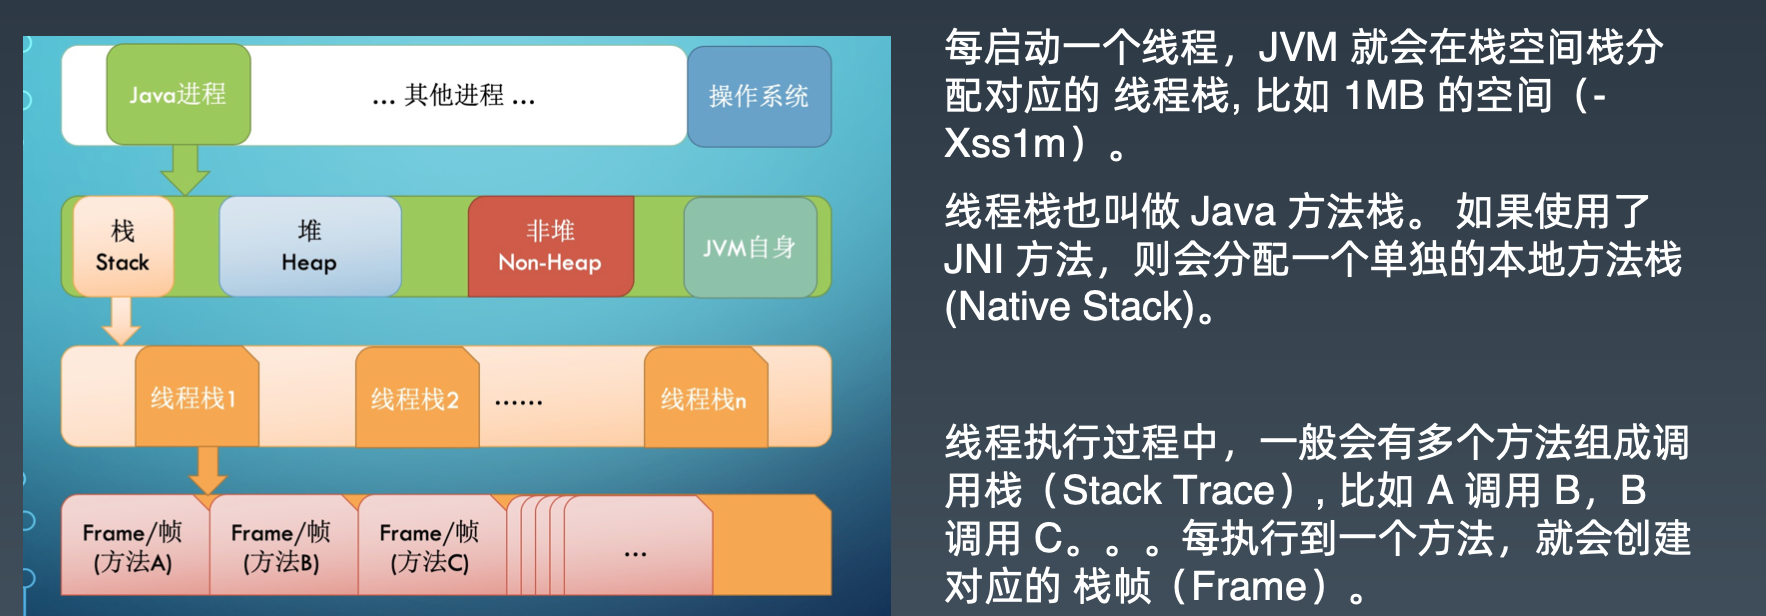 Java进程
... 其他进程 ...
操作系统
栈
Stack
堆
Heap
非堆
Non-Heap
JVM自身
线程栈1
线程栈2
......
线程栈n
Frame/帧
(方法A)
Frame/帧
(方法B)
Frame/帧
(方法C)
...
每启动一个线程，JVM 就会在栈空间栈分
配对应的 线程栈, 比如 1MB 的空间（-
Xss1m）。
线程栈也叫做 Java 方法栈。 如果使用了
JNI 方法，则会分配一个单独的本地方法栈
(Native Stack)。
线程执行过程中，一般会有多个方法组成调
用栈（Stack Trace）, 比如 A 调用 B，B
调用 C。。。每执行到一个方法，就会创建
对应的 栈帧（Frame）。